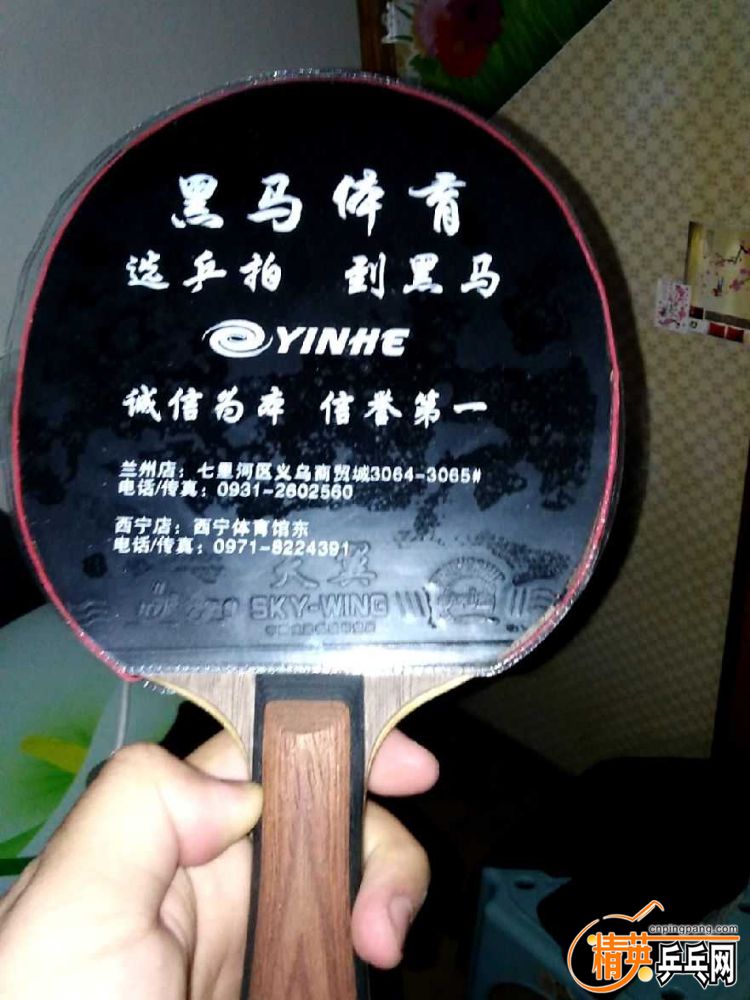 黑马体育
选乒拍 到黑马
YINHE
诚信为本 信誉第一
兰州店：七里河区义乌商贸城3064-3065#
电话/传真：0931-2602560
西宁店：西宁体育馆东
电话/传真：0971-8224391
天翼
SKY-WING
cnpingpang.com
精英乒乓网